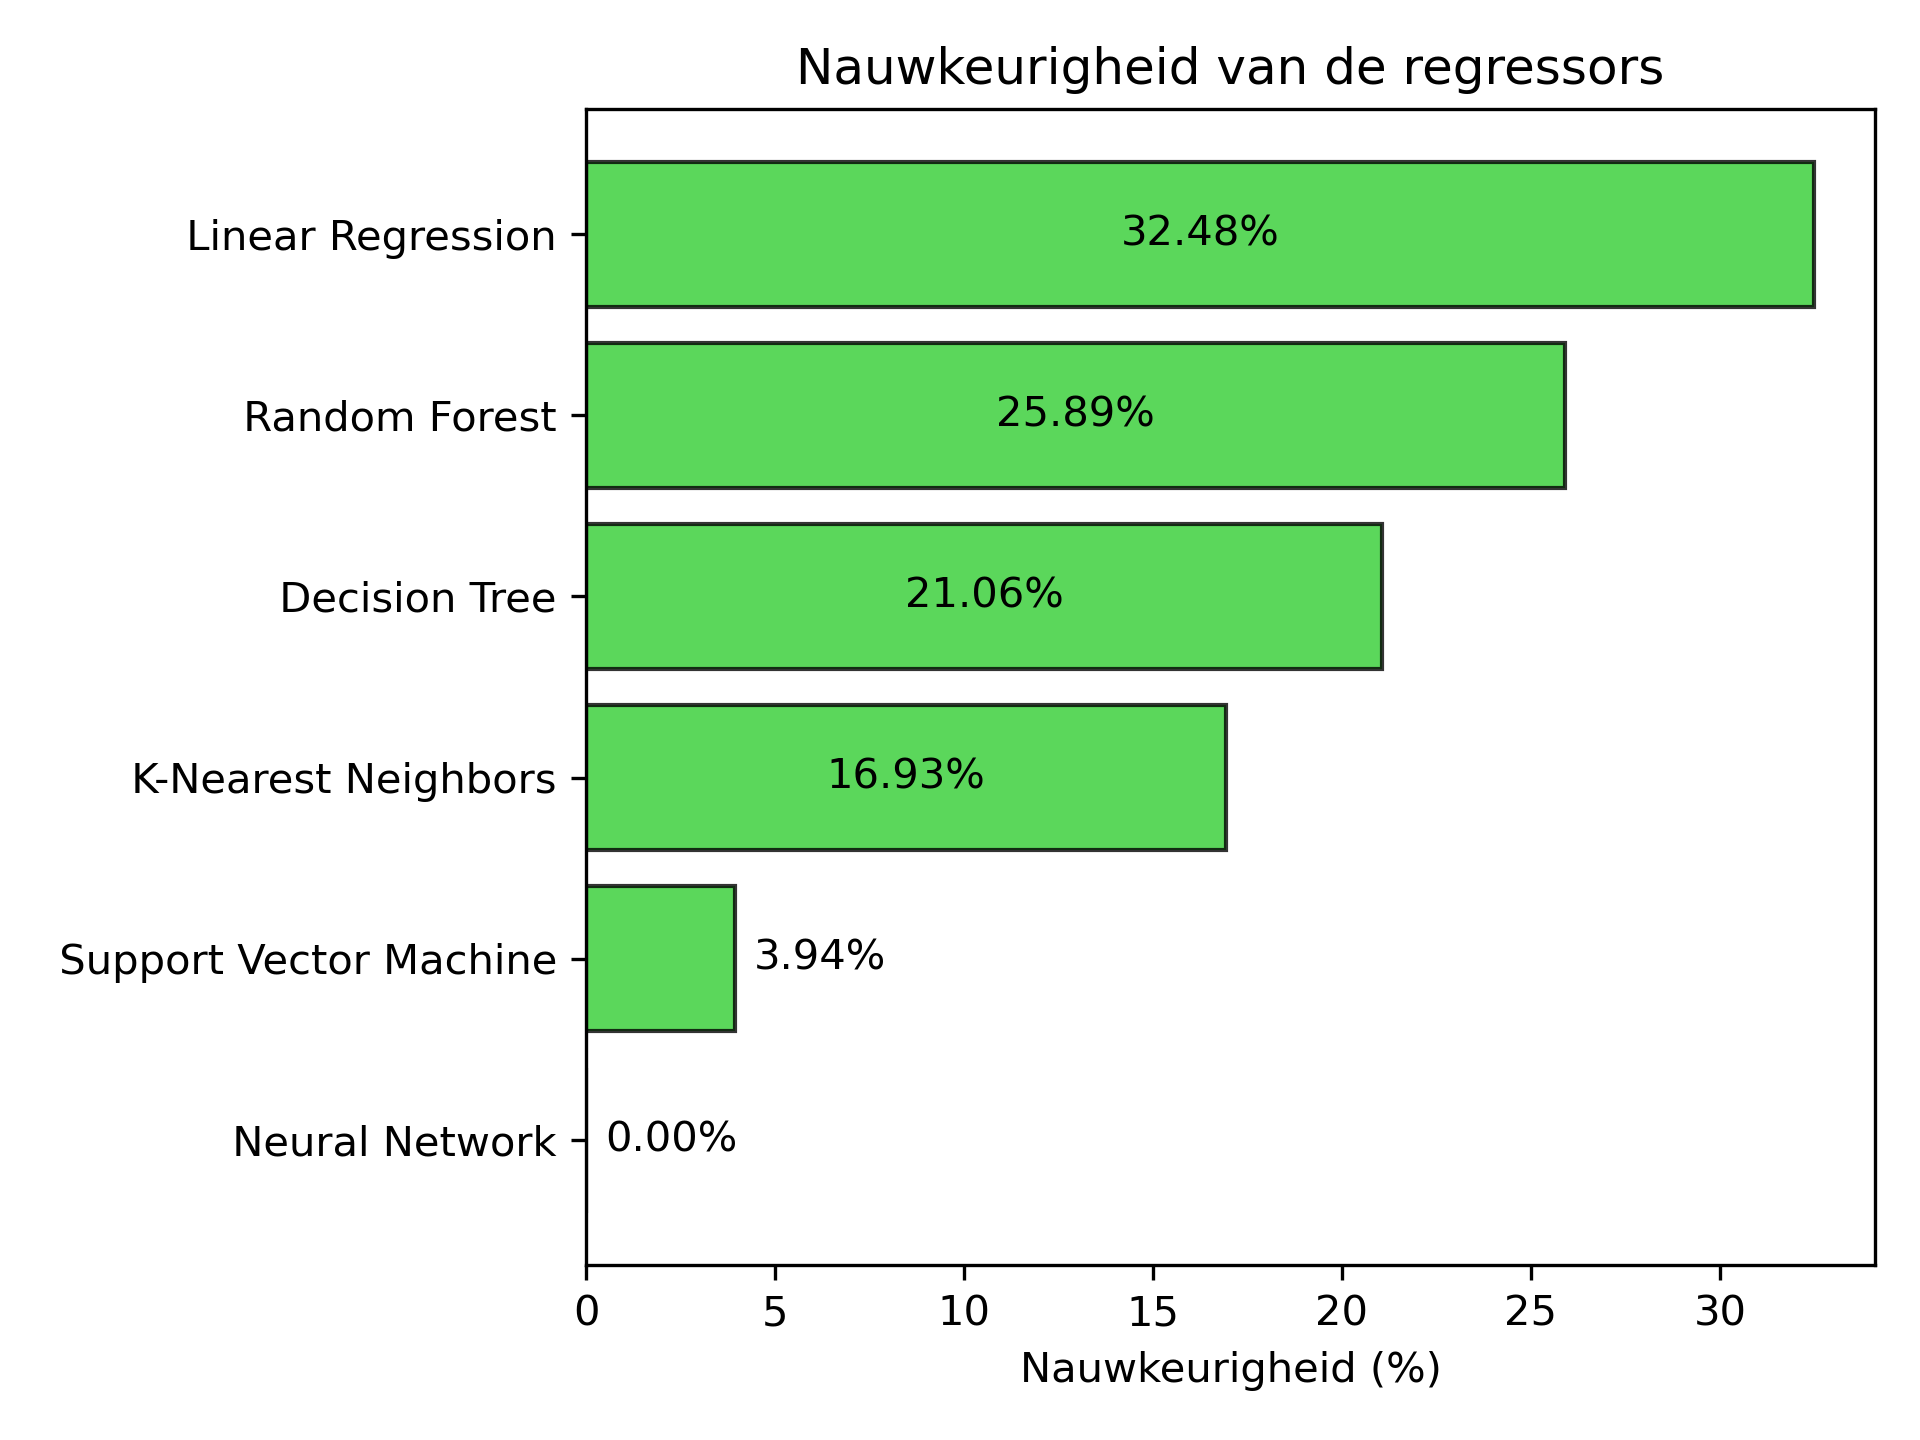 Nauwkeurigheid van de regressors
Linear Regression 32.48%
Random Forest 25.89%
Decision Tree 21.06%
K-Nearest Neighbors 16.93%
Support Vector Machine 3.94%
Neural Network 0.00%
0 5 10 15 20 25 30
Nauwkeurigheid (%)